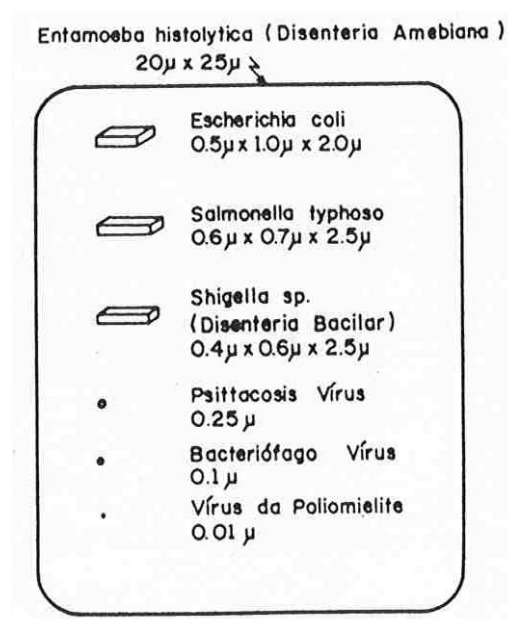 Entamoeba histolytica (Disenteria Amebiana)
20µ x 25µ
Escherichia coli
0.5µ x 1.0µ x 2.0µ
Salmonella typhoso
0.6µ x 0.7µ x 2.5µ
Shigella sp.
(Disenteria Bacilar)
0.4µ x 0.6µ x 2.5µ
Psittacosis Vírus
0.25 µ
Bacteriófago Vírus
0.1 µ
Vírus da Poliomielite
0.01 µ